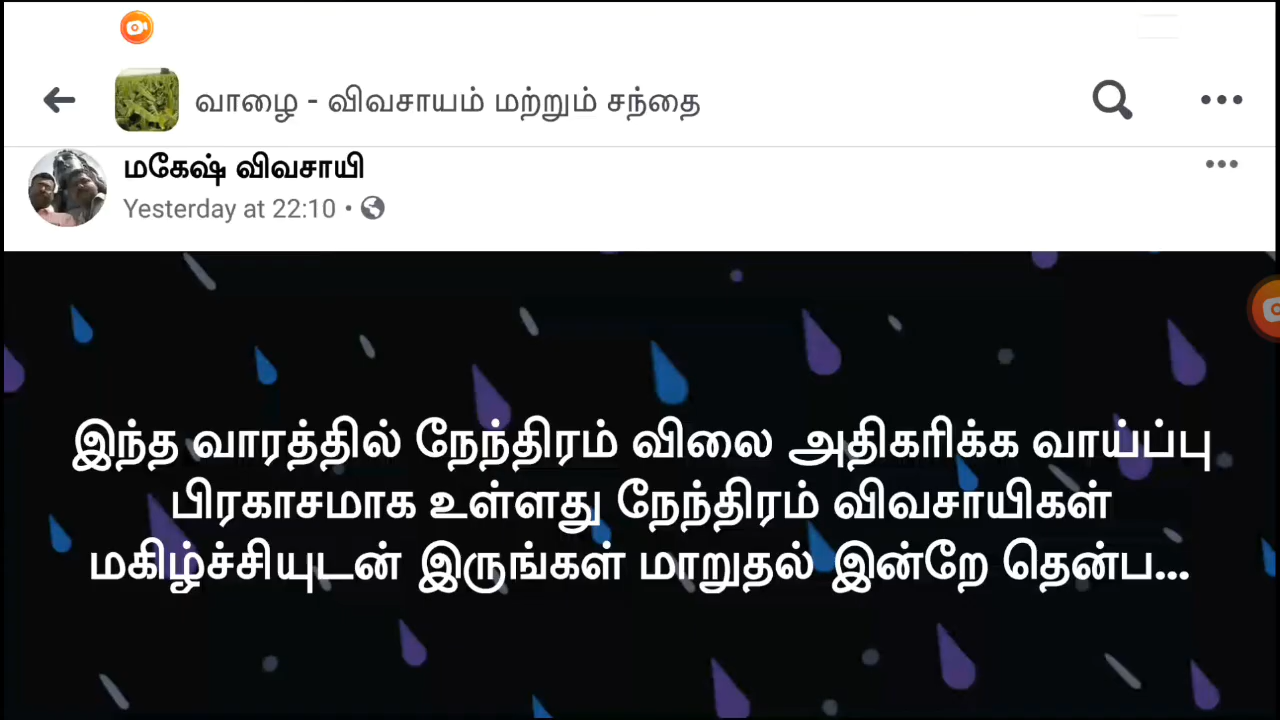 வாழை - விவசாயம் மற்றும் சந்தை
மகேஷ் விவசாயி
Yesterday at 22:10 •
இந்த வாரத்தில் நேந்திரம் விலை அதிகரிக்க வாய்ப்பு
பிரகாசமாக உள்ளது நேந்திரம் விவசாயிகள்
மகிழ்ச்சியுடன் இருங்கள் மாறுதல் இன்றே தென்ப...